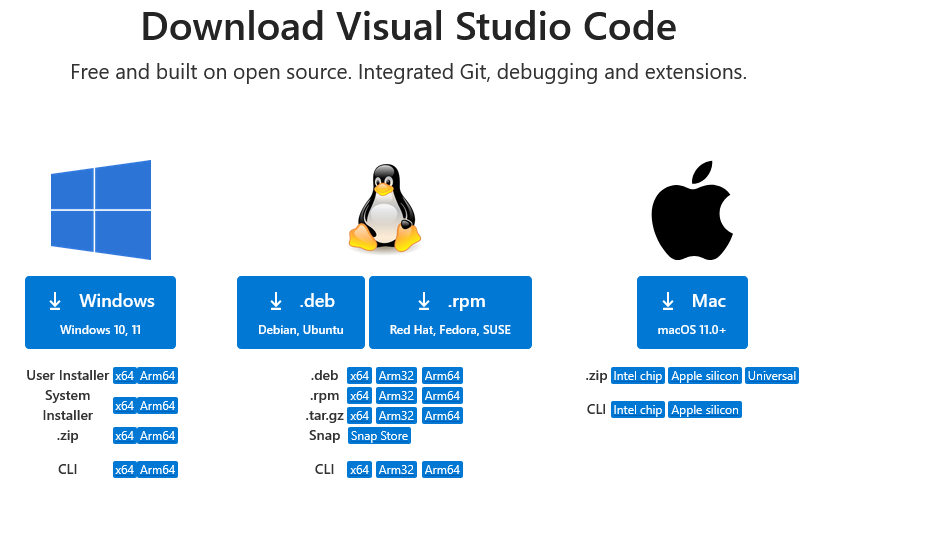 Download Visual Studio Code
Free and built on open source. Integrated Git, debugging and extensions.
Windows
Windows 10, 11
User Installer x64 Arm64
System
Installer x64 Arm64
.zip x64 Arm64
CLI x64 Arm64
.deb
Debian, Ubuntu
.rpm
Red Hat, Fedora, SUSE
.deb x64 Arm32 Arm64
.rpm x64 Arm32 Arm64
.tar.gz x64 Arm32 Arm64
Snap Snap Store
CLI x64 Arm32 Arm64
Mac
macOS 11.0+
.zip Intel chip Apple silicon Universal
CLI Intel chip Apple silicon